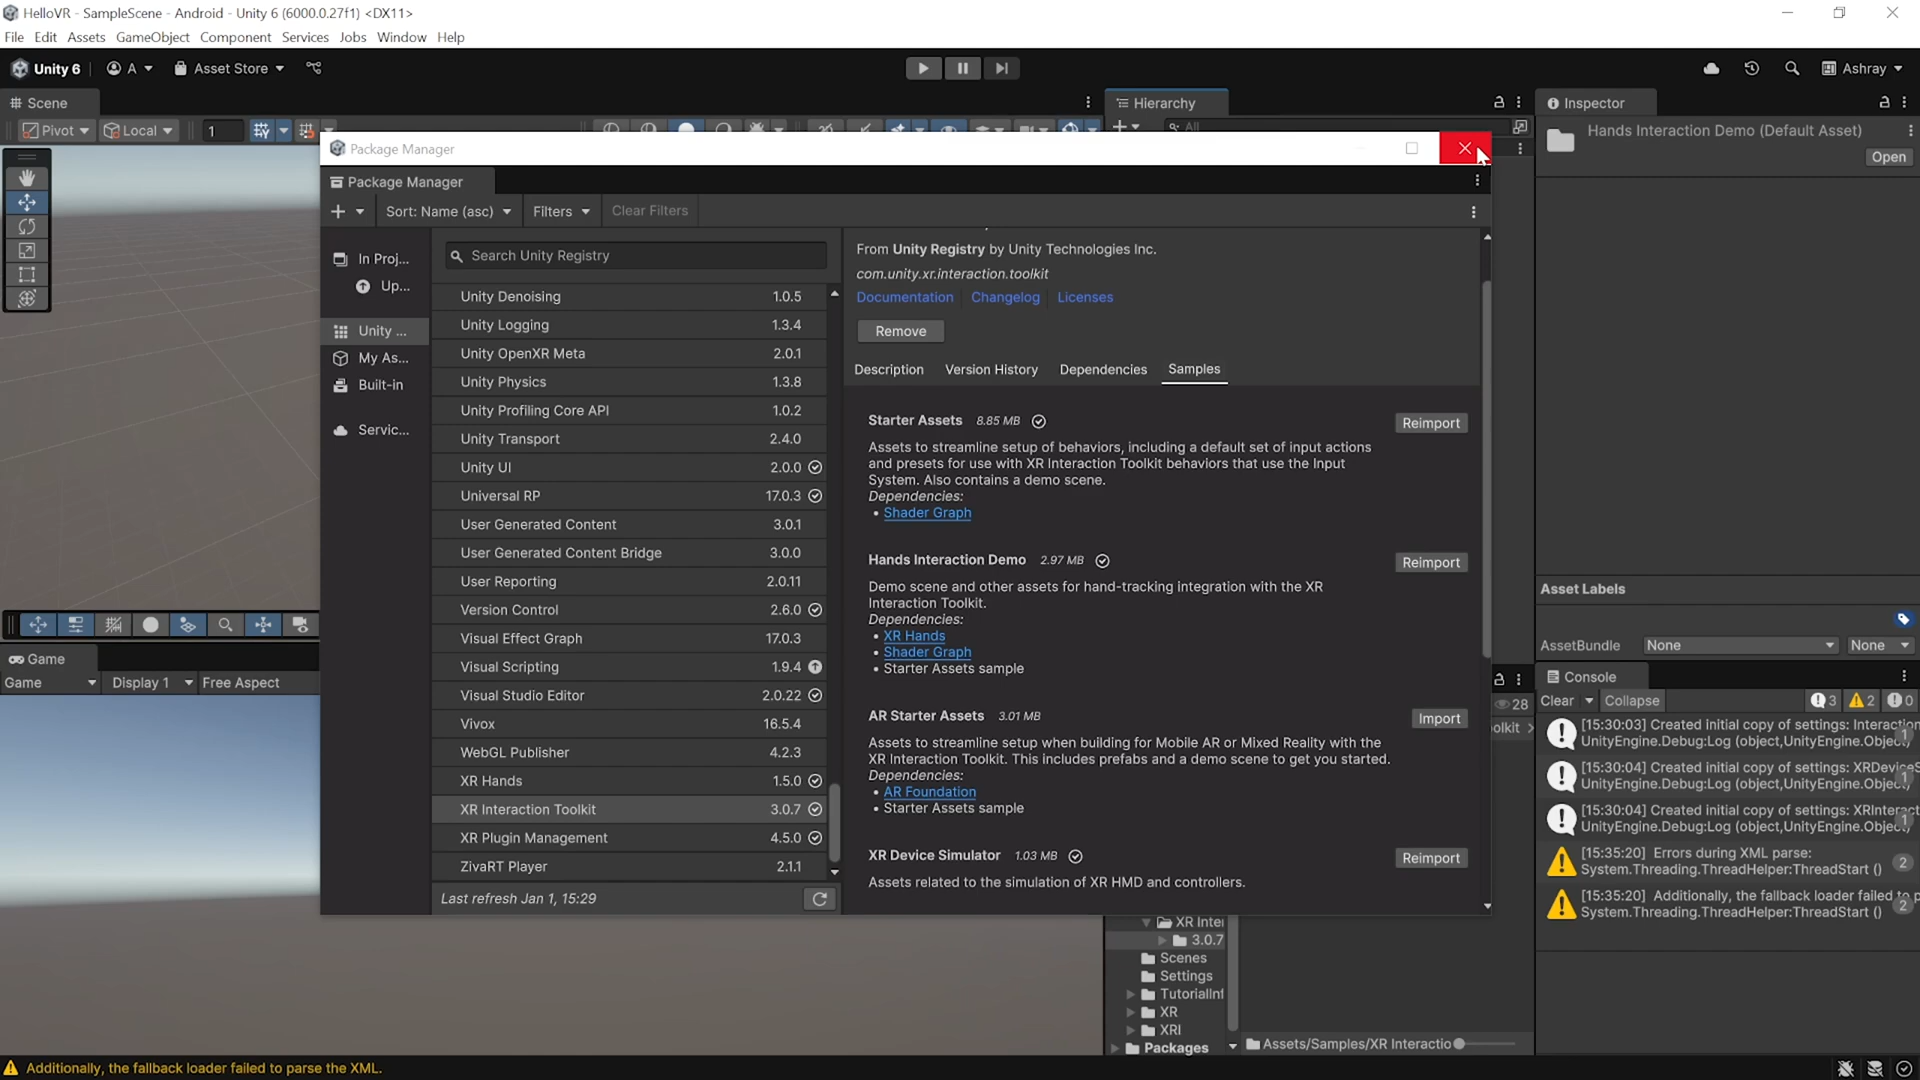 HelloVR - SampleScene - Android - Unity 6 (6000.0.27f1) <DX11>
File Edit Assets GameObject Component Services Jobs Window Help
Unity 6 A Asset Store Ashray
Scene Hierarchy Inspector
Pivot Local 1 All
Hands Interaction Demo (Default Asset)
Open
Package Manager
Package Manager
Sort: Name (asc) Filters Clear Filters
In Proj...
Up...
Unity ...
My As...
Built-in
Servic...
Search Unity Registry
Unity Denoising 1.0.5
Unity Logging 1.3.4
Unity OpenXR Meta 2.0.1
Unity Physics 1.3.8
Unity Profiling Core API 1.0.2
Unity Transport 2.4.0
Unity UI 2.0.0
Universal RP 17.0.3
User Generated Content 3.0.1
User Generated Content Bridge 3.0.0
User Reporting 2.0.11
Version Control 2.6.0
Visual Effect Graph 17.0.3
Visual Scripting 1.9.4
Visual Studio Editor 2.0.22
Vivox 16.5.4
WebGL Publisher 4.2.3
XR Hands 1.5.0
XR Interaction Toolkit 3.0.7
XR Plugin Management 4.5.0
ZivaRT Player 2.1.1
Last refresh Jan 1, 15:29
From Unity Registry by Unity Technologies Inc.
com.unity.xr.interaction.toolkit
Documentation Changelog Licenses
Remove
Description Version History Dependencies Samples
Starter Assets 8.85 MB Reimport
Assets to streamline setup of behaviors, including a default set of input actions
and presets for use with XR Interaction Toolkit behaviors that use the Input
System. Also contains a demo scene.
Dependencies:
• Shader Graph
Hands Interaction Demo 2.97 MB Reimport
Demo scene and other assets for hand-tracking integration with the XR
Interaction Toolkit.
Dependencies:
• XR Hands
• Shader Graph
• Starter Assets sample
AR Starter Assets 3.01 MB Import
Assets to streamline setup when building for Mobile AR or Mixed Reality with the
XR Interaction Toolkit. This includes prefabs and a demo scene to get you started.
Dependencies:
• AR Foundation
• Starter Assets sample
XR Device Simulator 1.03 MB Reimport
Assets related to the simulation of XR HMD and controllers.
Game
Game Display 1 Free Aspect
28
oolkit >
XR Inter
3.0.7
Scenes
Settings
TutorialInf
XR
XRI
Packages
Assets/Samples/XR Interactio
Asset Labels
AssetBundle None None
Console
Clear Collapse 3 2 0
[15:30:03] Created initial copy of settings: Interaction
UnityEngine.Debug:Log (object,UnityEngine.Object) 1
[15:30:04] Created initial copy of settings: XRDeviceS
UnityEngine.Debug:Log (object,UnityEngine.Object) 1
[15:30:04] Created initial copy of settings: XRInteract
UnityEngine.Debug:Log (object,UnityEngine.Object) 1
[15:35:20] Errors during XML parse:
System.Threading.ThreadHelper:ThreadStart () 2
[15:35:20] Additionally, the fallback loader failed to p
System.Threading.ThreadHelper:ThreadStart () 2
Additionally, the fallback loader failed to parse the XML.